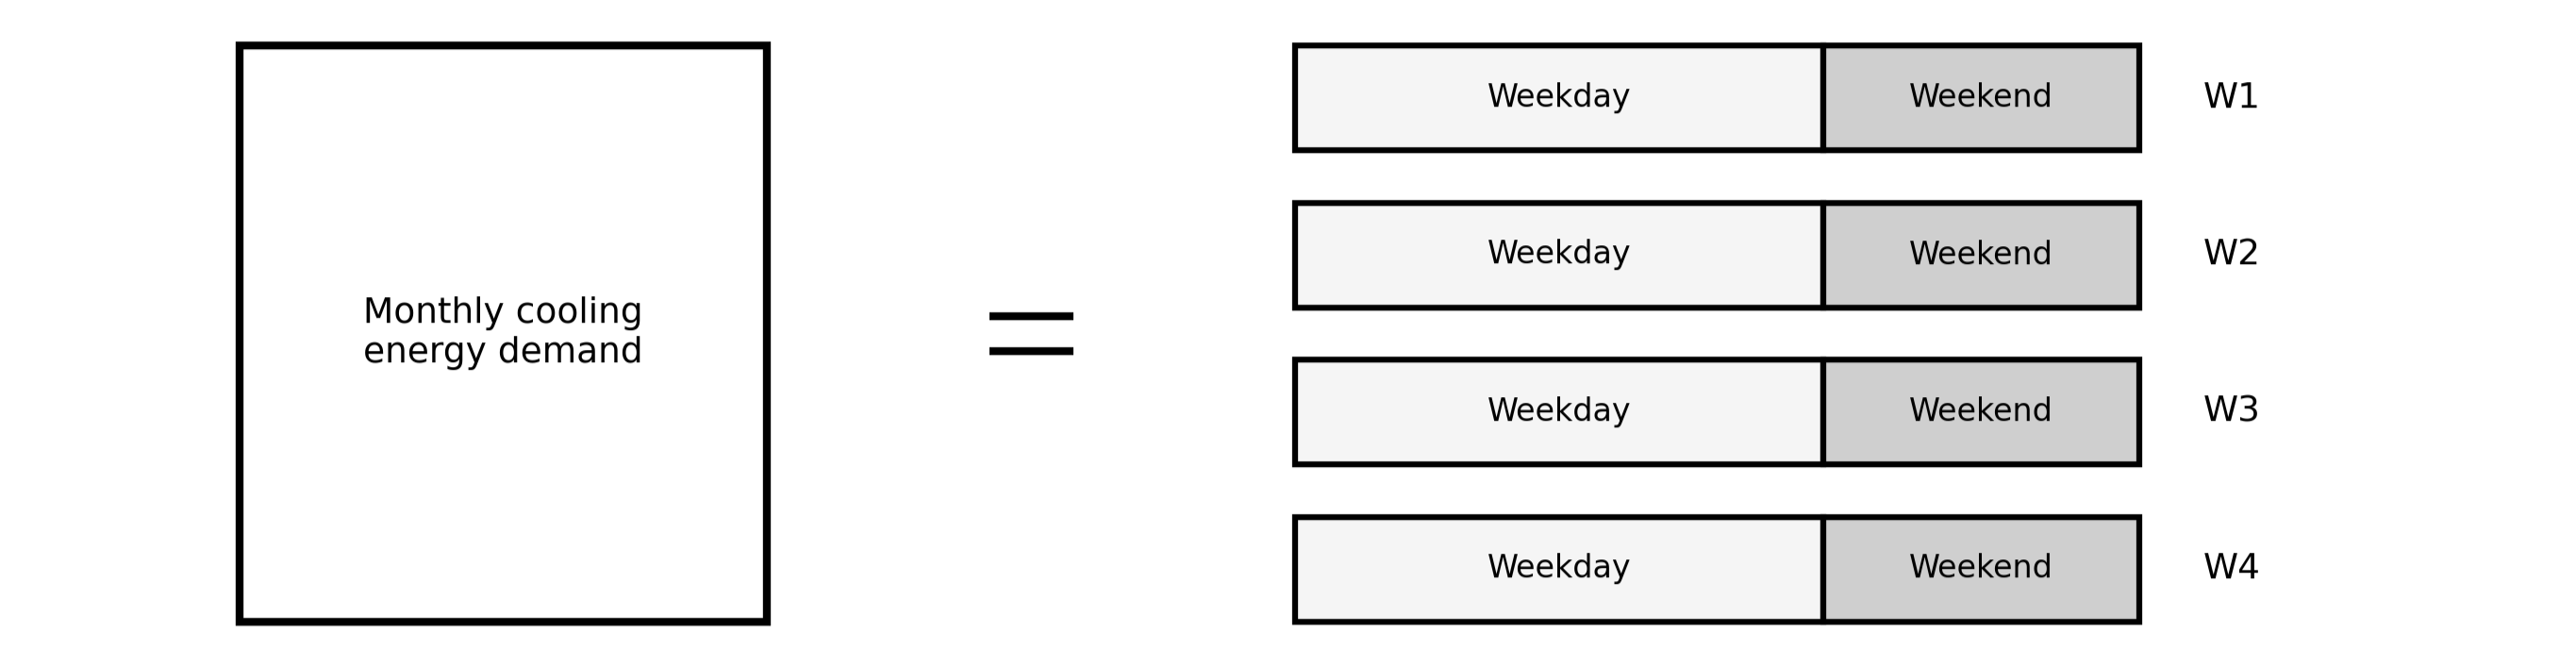 Monthly cooling
energy demand
Weekday Weekend W1
Weekday Weekend W2
Weekday Weekend W3
Weekday Weekend W4